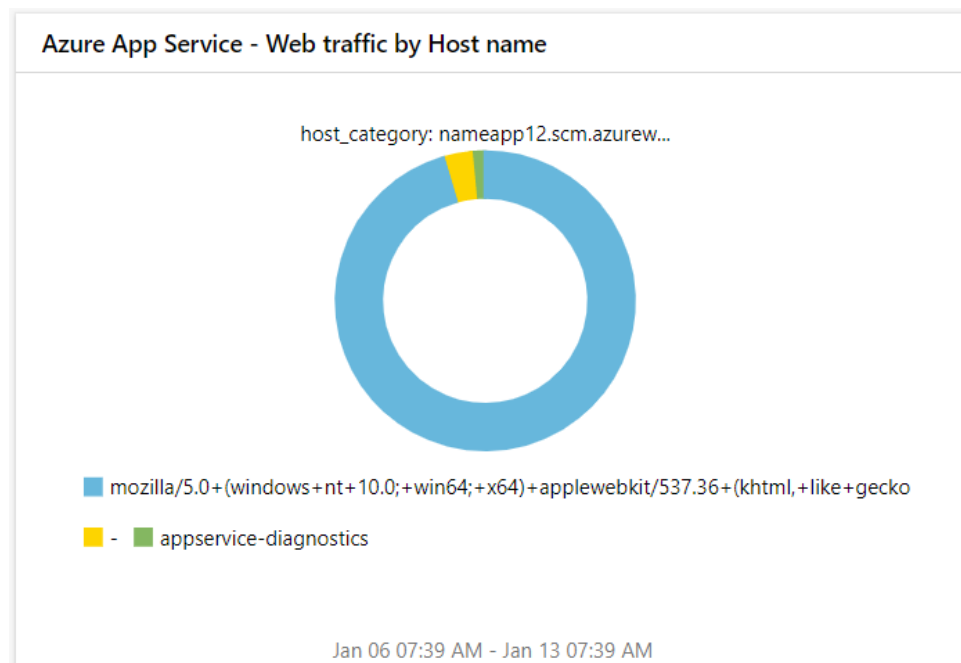 Azure App Service - Web traffic by Host name
host_category: nameapp12.scm.azurew...
mozilla/5.0+(windows+nt+10.0;+win64;+x64)+applewebkit/537.36+(khtml,+like+gecko
- appservice-diagnostics
Jan 06 07:39 AM - Jan 13 07:39 AM